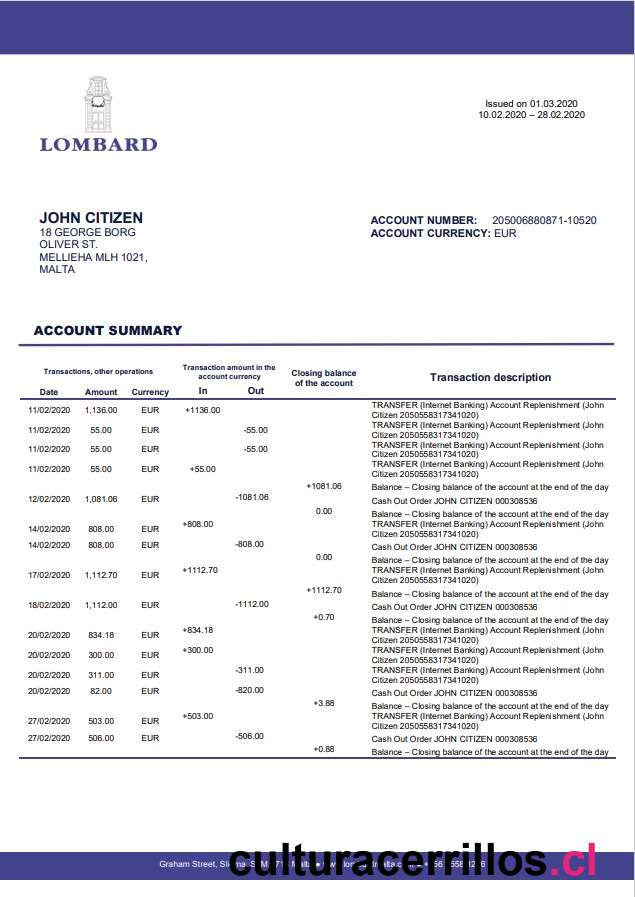 LOMBARD
Issued on 01.03.2020
10.02.2020 – 28.02.2020
JOHN CITIZEN
18 GEORGE BORG
OLIVER ST.
MELLIEHA MLH 1021,
MALTA
ACCOUNT NUMBER: 205006880871-10520
ACCOUNT CURRENCY: EUR
ACCOUNT SUMMARY
Transactions, other operations
Transaction amount in the
account currency
Closing balance
of the account
Transaction description
Date Amount Currency In Out
11/02/2020 1,136.00 EUR +1136.00 TRANSFER (Internet Banking) Account Replenishment (John
Citizen 2050558317341020)
11/02/2020 55.00 EUR -55.00 TRANSFER (Internet Banking) Account Replenishment (John
Citizen 2050558317341020)
11/02/2020 55.00 EUR -55.00 TRANSFER (Internet Banking) Account Replenishment (John
Citizen 2050558317341020)
11/02/2020 55.00 EUR +55.00 TRANSFER (Internet Banking) Account Replenishment (John
Citizen 2050558317341020)
+1081.06 Balance – Closing balance of the account at the end of the day
12/02/2020 1,081.06 EUR -1081.06 Cash Out Order JOHN CITIZEN 000308536
0.00 Balance – Closing balance of the account at the end of the day
14/02/2020 808.00 EUR +808.00 TRANSFER (Internet Banking) Account Replenishment (John
Citizen 2050558317341020)
14/02/2020 808.00 EUR -808.00 Cash Out Order JOHN CITIZEN 000308536
0.00 Balance – Closing balance of the account at the end of the day
17/02/2020 1,112.70 EUR +1112.70 TRANSFER (Internet Banking) Account Replenishment (John
Citizen 2050558317341020)
+1112.70 Balance – Closing balance of the account at the end of the day
18/02/2020 1,112.00 EUR -1112.00 Cash Out Order JOHN CITIZEN 000308536
+0.70 Balance – Closing balance of the account at the end of the day
20/02/2020 834.18 EUR +834.18 TRANSFER (Internet Banking) Account Replenishment (John
Citizen 2050558317341020)
20/02/2020 300.00 EUR +300.00 TRANSFER (Internet Banking) Account Replenishment (John
Citizen 2050558317341020)
20/02/2020 311.00 EUR -311.00 TRANSFER (Internet Banking) Account Replenishment (John
Citizen 2050558317341020)
20/02/2020 82.00 EUR -820.00 Cash Out Order JOHN CITIZEN 000308536
+3.88 Balance – Closing balance of the account at the end of the day
27/02/2020 503.00 EUR +503.00 TRANSFER (Internet Banking) Account Replenishment (John
Citizen 2050558317341020)
27/02/2020 506.00 EUR -506.00 Cash Out Order JOHN CITIZEN 000308536
+0.88 Balance – Closing balance of the account at the end of the day
Graham Street,
culturacerrillos.cl